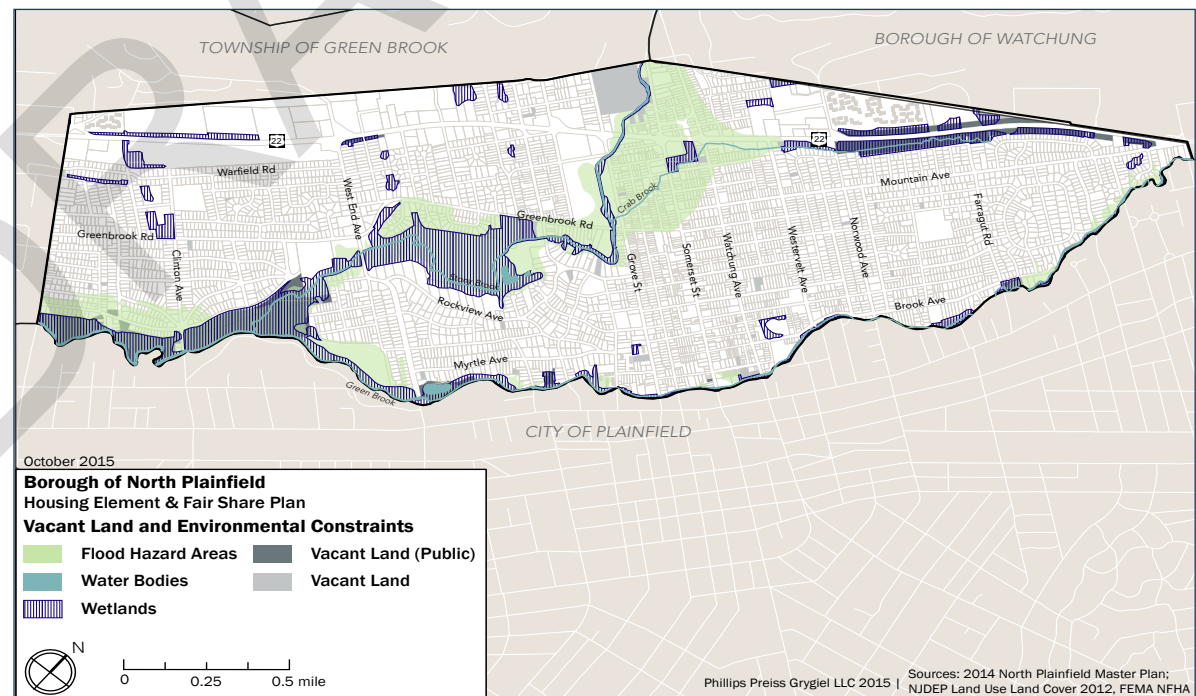 TOWNSHIP OF GREEN BROOK
BOROUGH OF WATCHUNG
22
22
Warfield Rd
West End Ave
Mountain Ave
Crab Brook
Greenbrook Rd
Farragut Rd
Greenbrook Rd
Clinton Ave
Grove St
Somerset St
Watchung Ave
Westervelt Ave
Norwood Ave
Stony Brook
Rockview Ave
Brook Ave
Myrtle Ave
Green Brook
CITY OF PLAINFIELD
DRA
October 2015
Borough of North Plainfield
Housing Element & Fair Share Plan
Vacant Land and Environmental Constraints
Flood Hazard Areas
Vacant Land (Public)
Water Bodies
Vacant Land
Wetlands
N
0 0.25 0.5 mile
Phillips Preiss Grygiel LLC 2015 |
Sources: 2014 North Plainfield Master Plan;
NJDEP Land Use Land Cover 2012, FEMA NFHA